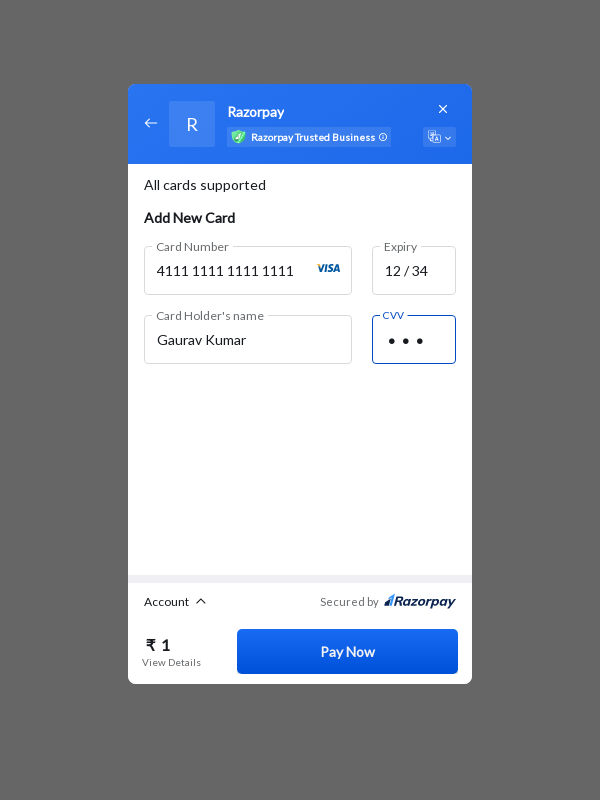 R
Razorpay
Razorpay Trusted Business
All cards supported
Add New Card
Card Number
4111 1111 1111 1111
VISA
Expiry
12 / 34
Card Holder's name
Gaurav Kumar
CVV
Account
Secured by Razorpay
₹ 1
View Details
Pay Now